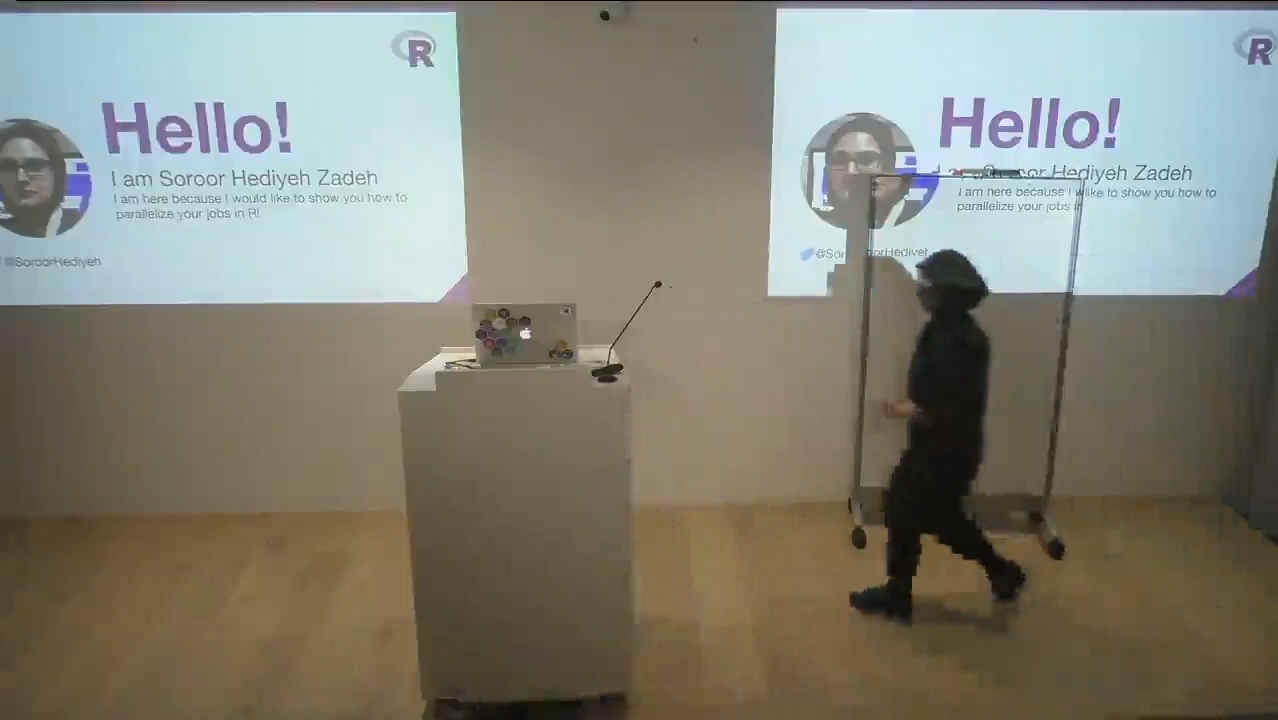 R
Hello!
I am Soroor Hediyeh Zadeh
I am here because I would like to show you how to
parallelize your jobs in R!
@SoroorHediyeh
R
Hello!
Hediyeh Zadeh
I am here because I like to show you how to
parallelize your jobs